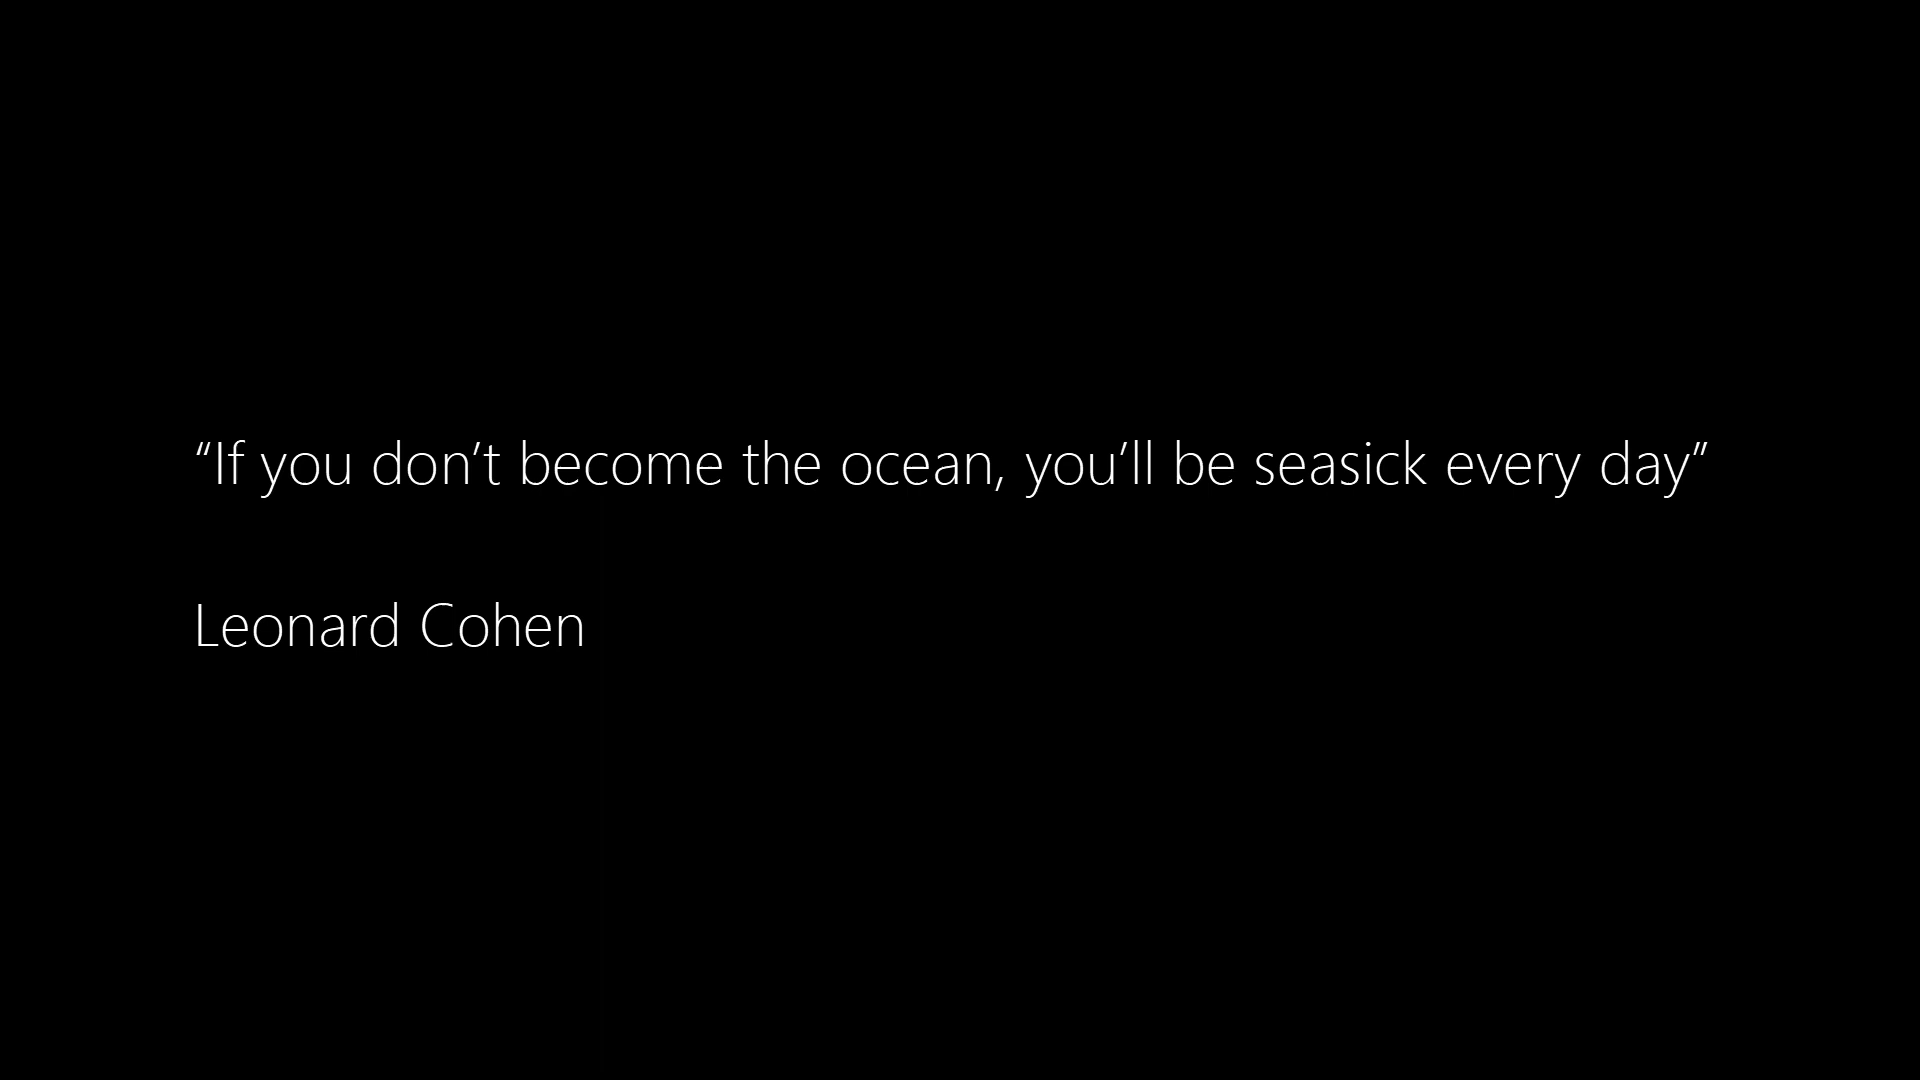 “If you don’t become the ocean, you’ll be seasick every day”
Leonard Cohen